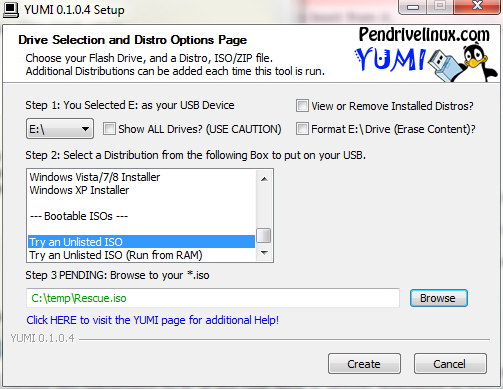 YUMI 0.1.0.4 Setup
Drive Selection and Distro Options Page
Choose your Flash Drive, and a Distro, ISO/ZIP file.
Additional Distributions can be added each time this tool is run.
Pendrivelinux.com
YUMI
Step 1: You Selected E: as your USB Device
View or Remove Installed Distros?
E:\
Show ALL Drives? (USE CAUTION)
Format E:\ Drive (Erase Content)?
Step 2: Select a Distribution from the following Box to put on your USB.
Windows Vista/7/8 Installer
Windows XP Installer
--- Bootable ISOs ---
Try an Unlisted ISO
Try an Unlisted ISO (Run from RAM)
Step 3 PENDING: Browse to your *.iso
C:\temp\Rescue.iso
Browse
Click HERE to visit the YUMI page for additional Help!
YUMI 0.1.0.4
Create
Cancel